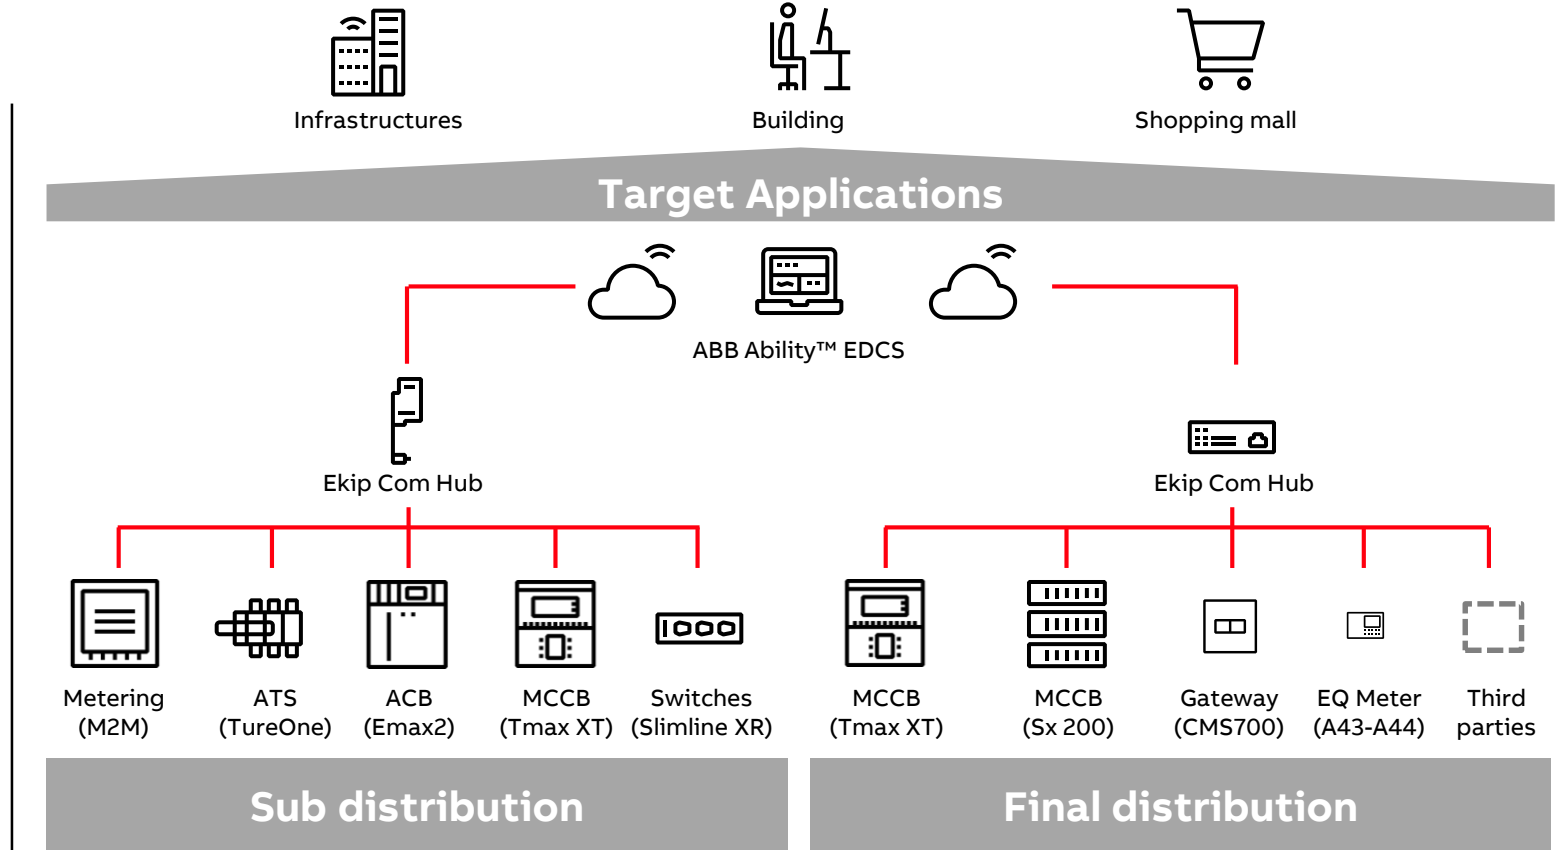 Infrastructures
Building
Shopping mall
Target Applications
ABB Ability™ EDCS
Ekip Com Hub
Ekip Com Hub
Metering
(M2M)
ATS
(TureOne)
ACB
(Emax2)
MCCB
(Tmax XT)
Switches
(Slimline XR)
MCCB
(Tmax XT)
MCCB
(Sx 200)
Gateway
(CMS700)
EQ Meter
(A43-A44)
Third
parties
Sub distribution
Final distribution